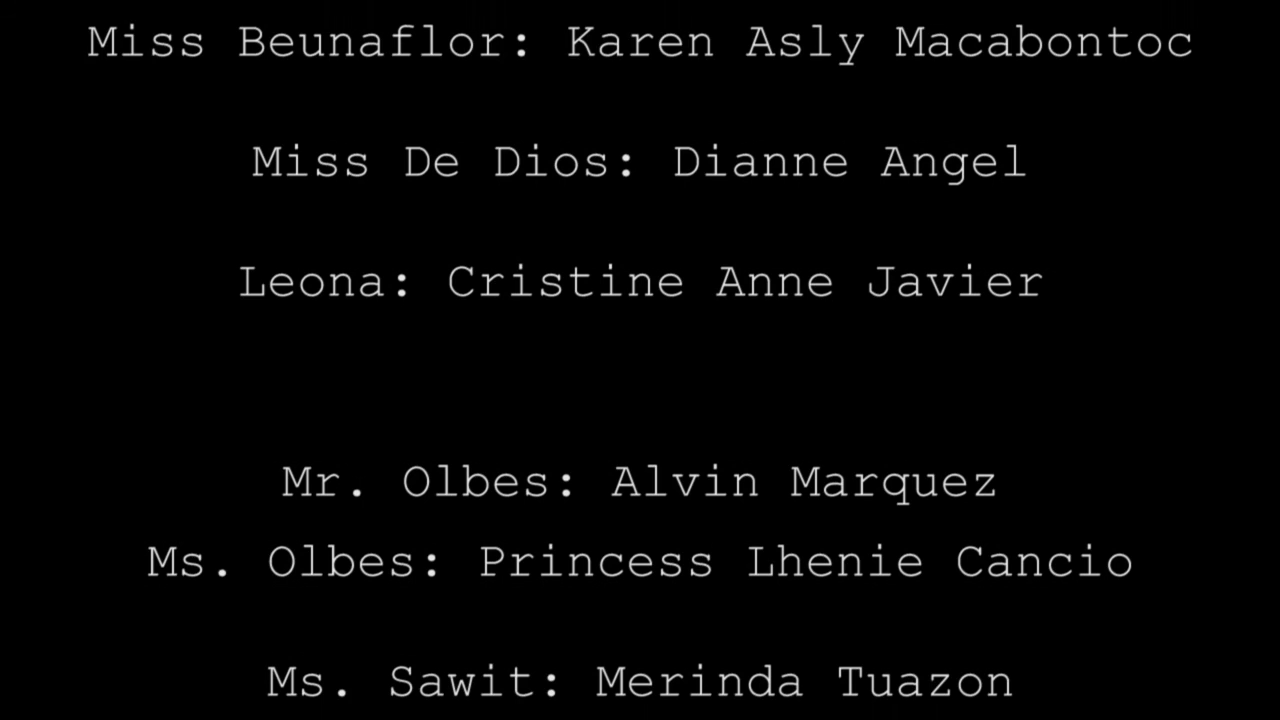 Miss Beunaflor: Karen Asly Macabontoc
Miss De Dios: Dianne Angel
Leona: Cristine Anne Javier
Mr. Olbes: Alvin Marquez
Ms. Olbes: Princess Lhenie Cancio
Ms. Sawit: Merinda Tuazon